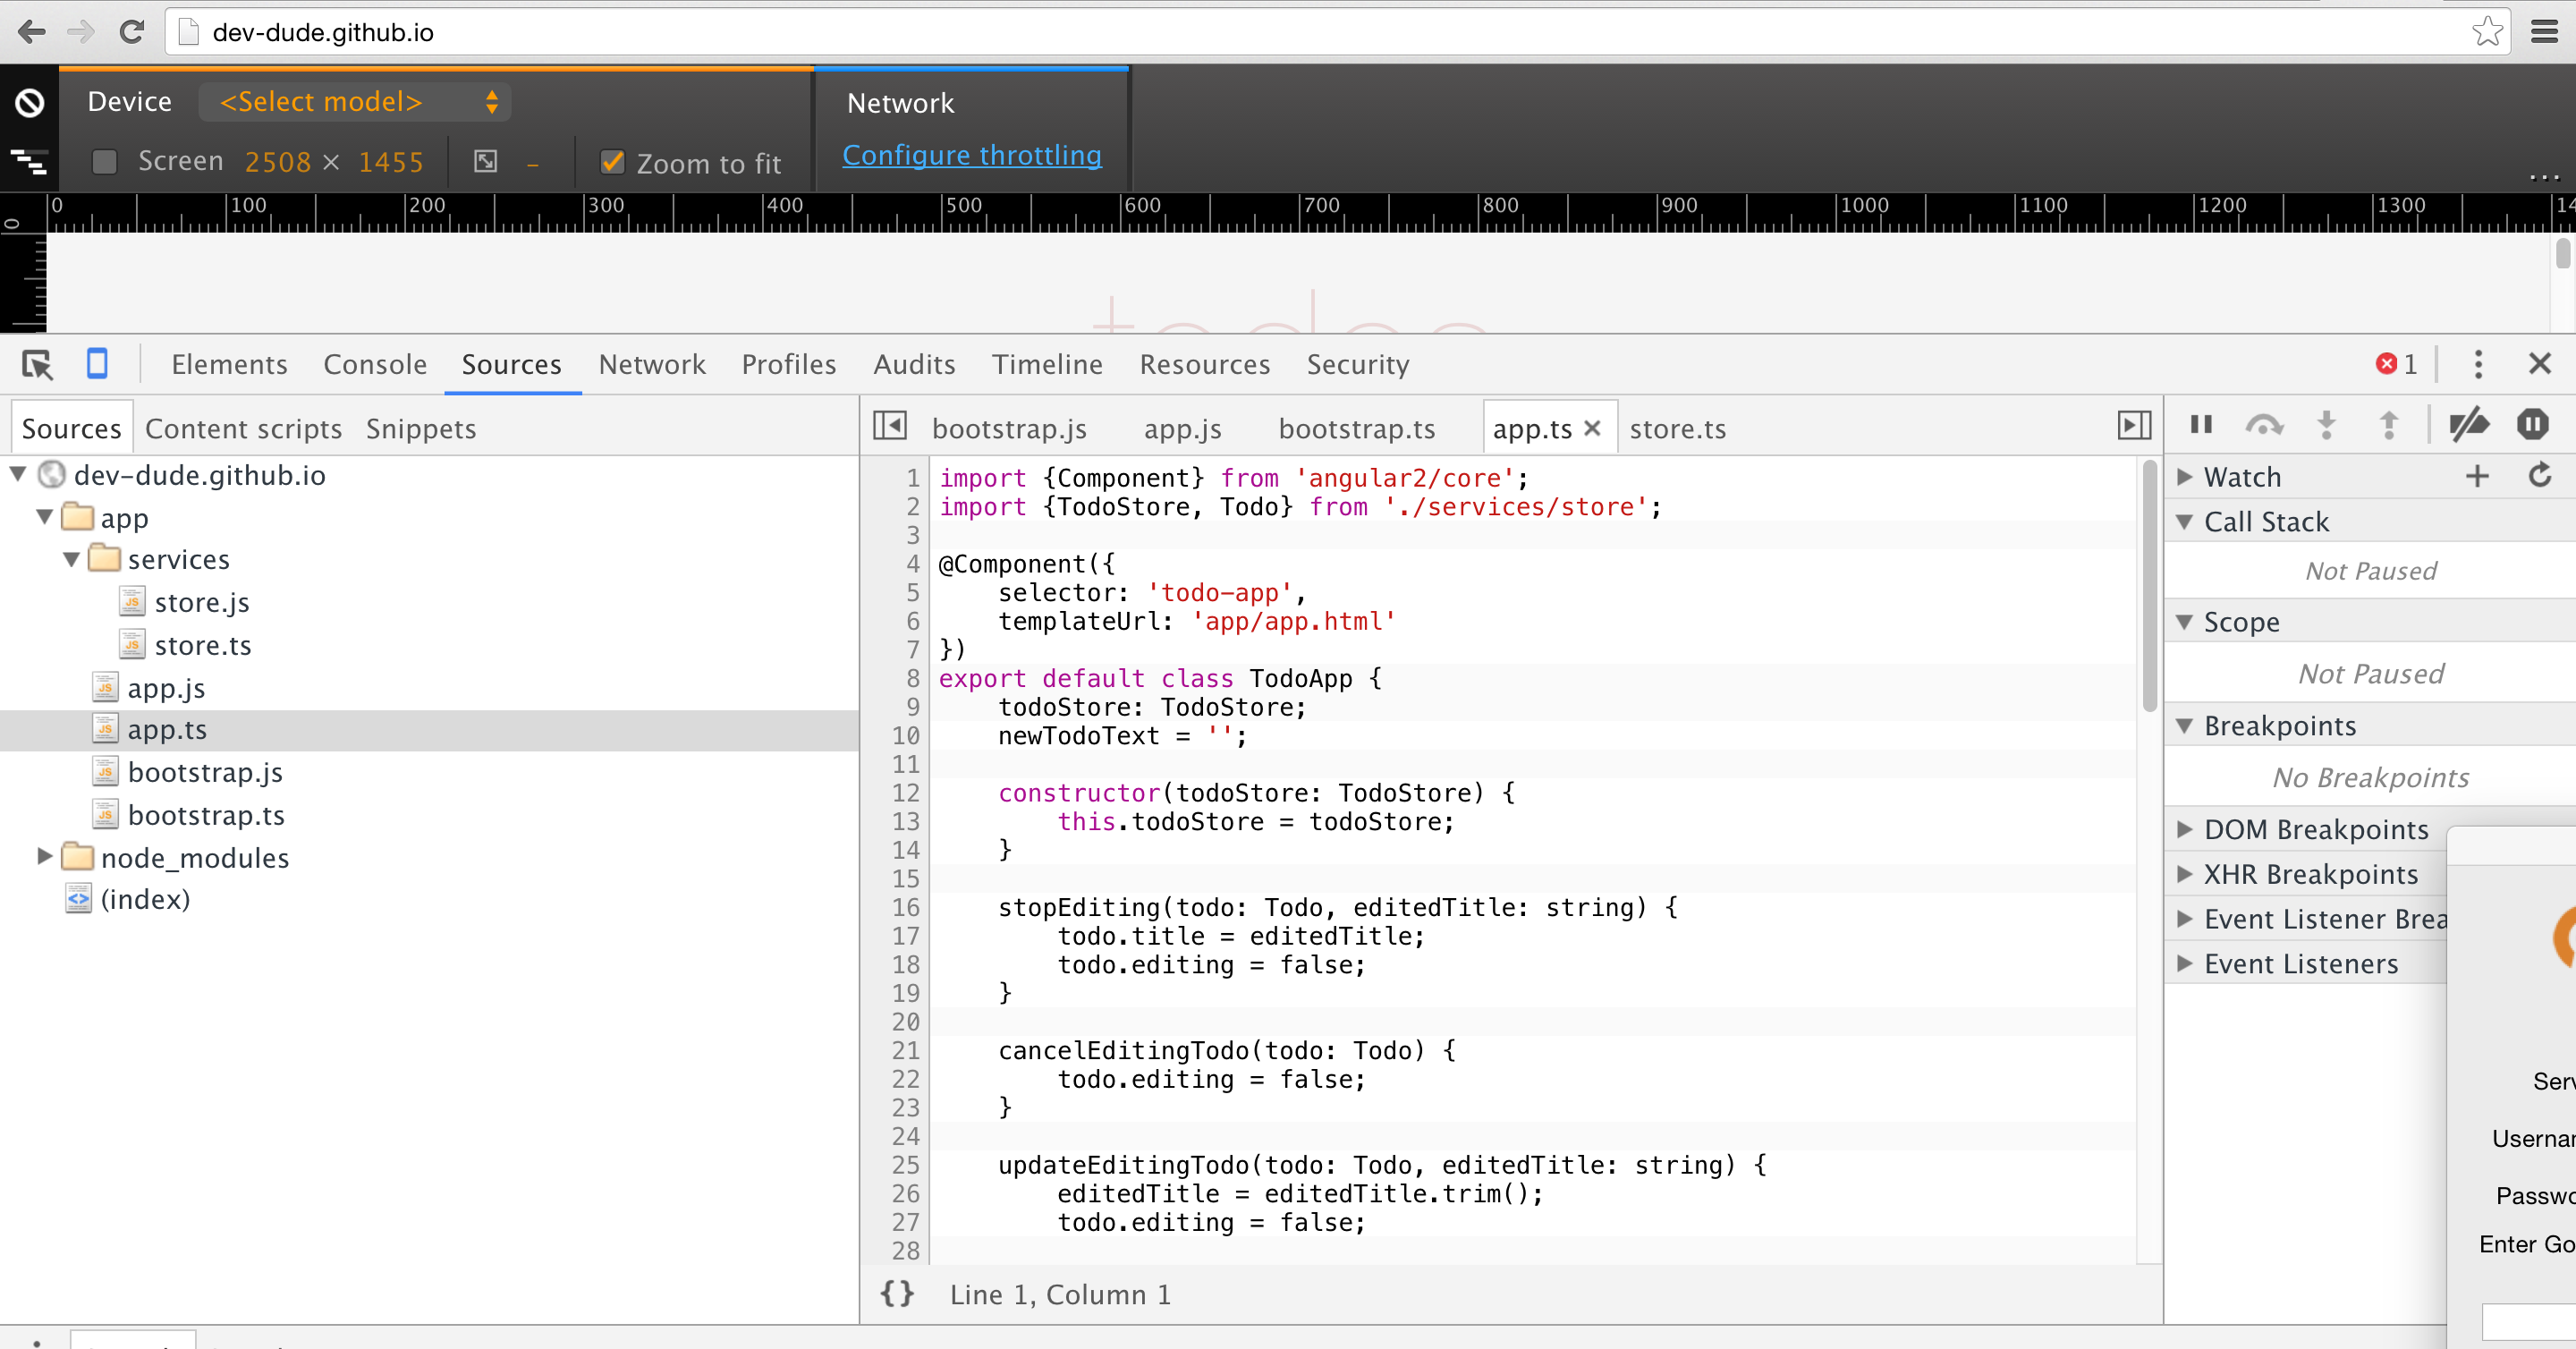 dev-dude.github.io
Device <Select model>
Network
Screen 2508 × 1455 – Zoom to fit
Configure throttling
...
0 100 200 300 400 500 600 700 800 900 1000 1100 1200 1300
0
todos
Elements Console Sources Network Profiles Audits Timeline Resources Security 1
Sources Content scripts Snippets
bootstrap.js app.js bootstrap.ts app.ts × store.ts
dev-dude.github.io
app
services
store.js
store.ts
app.js
app.ts
bootstrap.js
bootstrap.ts
node_modules
(index)
1 import {Component} from 'angular2/core';
2 import {TodoStore, Todo} from './services/store';
3
4 @Component({
5     selector: 'todo-app',
6     templateUrl: 'app/app.html'
7 })
8 export default class TodoApp {
9     todoStore: TodoStore;
10     newTodoText = '';
11
12     constructor(todoStore: TodoStore) {
13         this.todoStore = todoStore;
14     }
15
16     stopEditing(todo: Todo, editedTitle: string) {
17         todo.title = editedTitle;
18         todo.editing = false;
19     }
20
21     cancelEditingTodo(todo: Todo) {
22         todo.editing = false;
23     }
24
25     updateEditingTodo(todo: Todo, editedTitle: string) {
26         editedTitle = editedTitle.trim();
27         todo.editing = false;
28
{} Line 1, Column 1
Watch
Call Stack
Not Paused
Scope
Not Paused
Breakpoints
No Breakpoints
DOM Breakpoints
XHR Breakpoints
Event Listener Brea
Event Listeners
Serv
Usernam
Passwo
Enter Go